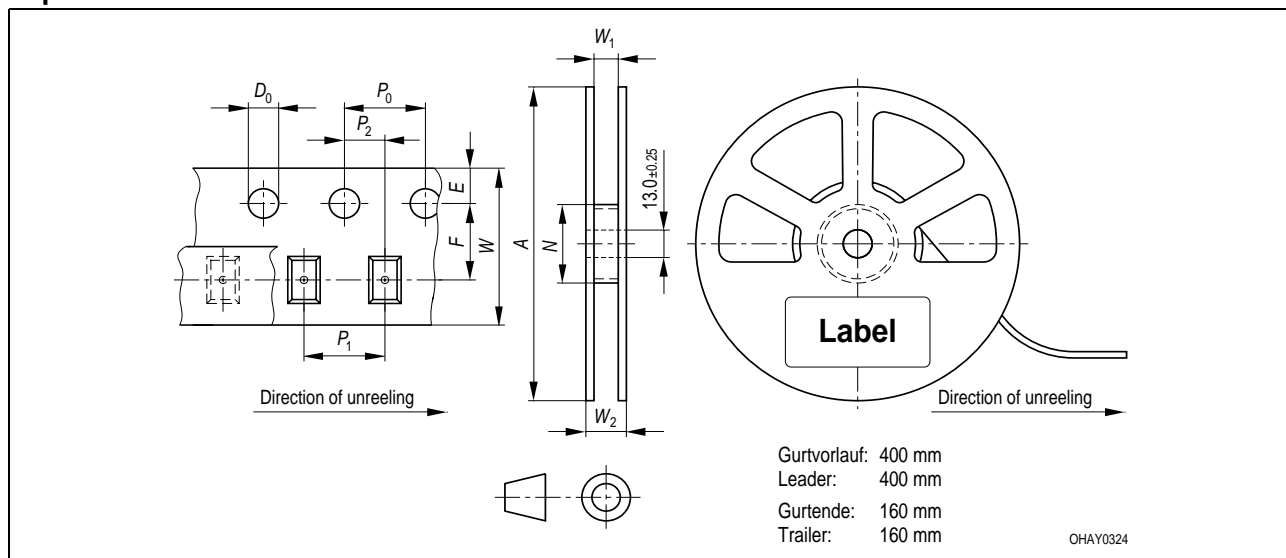 W₁
D₀
P₀
P₂
E
F
W
A
N
13.0±0.25
Label
P₁
Direction of unreeling
W₂
Direction of unreeling
Gurtvorlauf: 400 mm
Leader: 400 mm
Gurtende: 160 mm
Trailer: 160 mm
OHAY0324